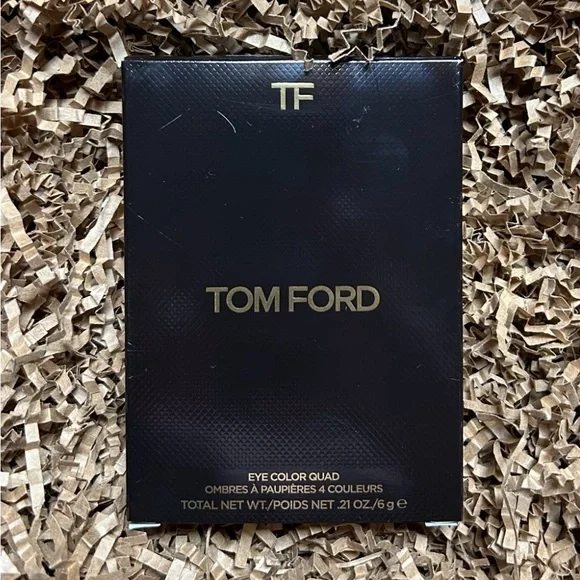 TF
TOM FORD
EYE COLOR QUAD
OMBRES À PAUPIÈRES 4 COULEURS
TOTAL NET WT./POIDS NET .21 OZ./6 g ℮